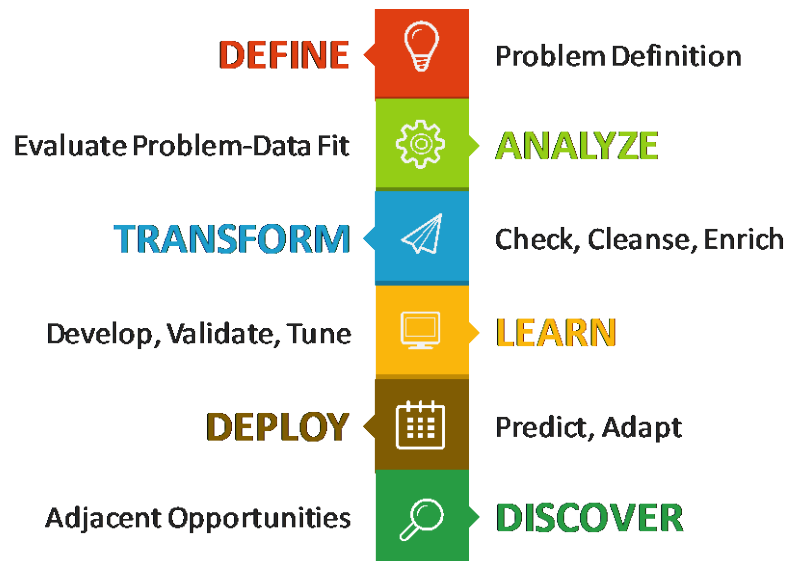 DEFINE Problem Definition
Evaluate Problem-Data Fit ANALYZE
TRANSFORM Check, Cleanse, Enrich
Develop, Validate, Tune LEARN
DEPLOY Predict, Adapt
Adjacent Opportunities DISCOVER